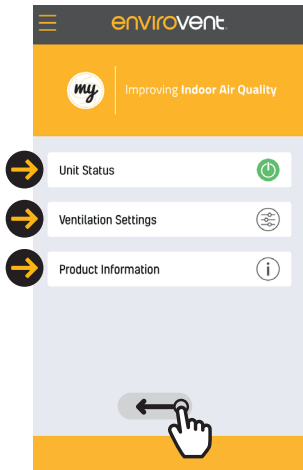 envirovent.
my
Improving Indoor Air Quality
Unit Status
Ventilation Settings
Product Information
i